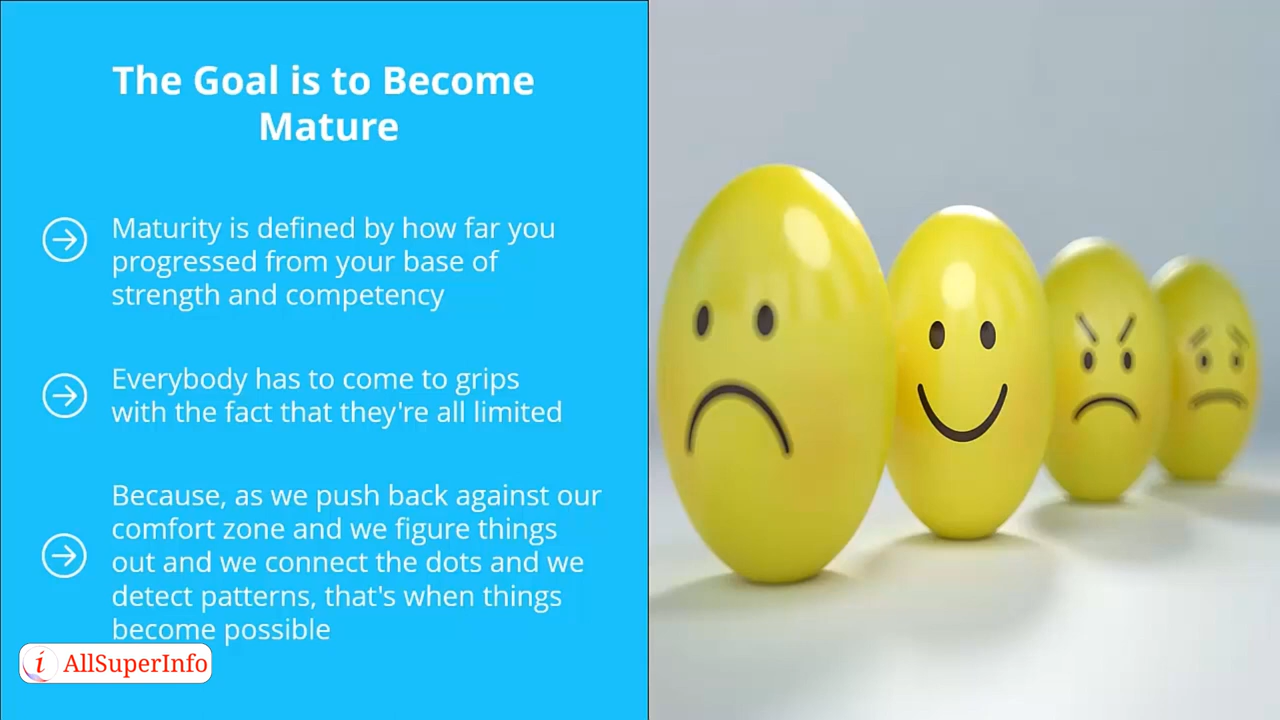 The Goal is to Become
Mature
Maturity is defined by how far you
progressed from your base of
strength and competency
Everybody has to come to grips
with the fact that they're all limited
Because, as we push back against our
comfort zone and we figure things
out and we connect the dots and we
detect patterns, that's when things
become possible
i AllSuperInfo